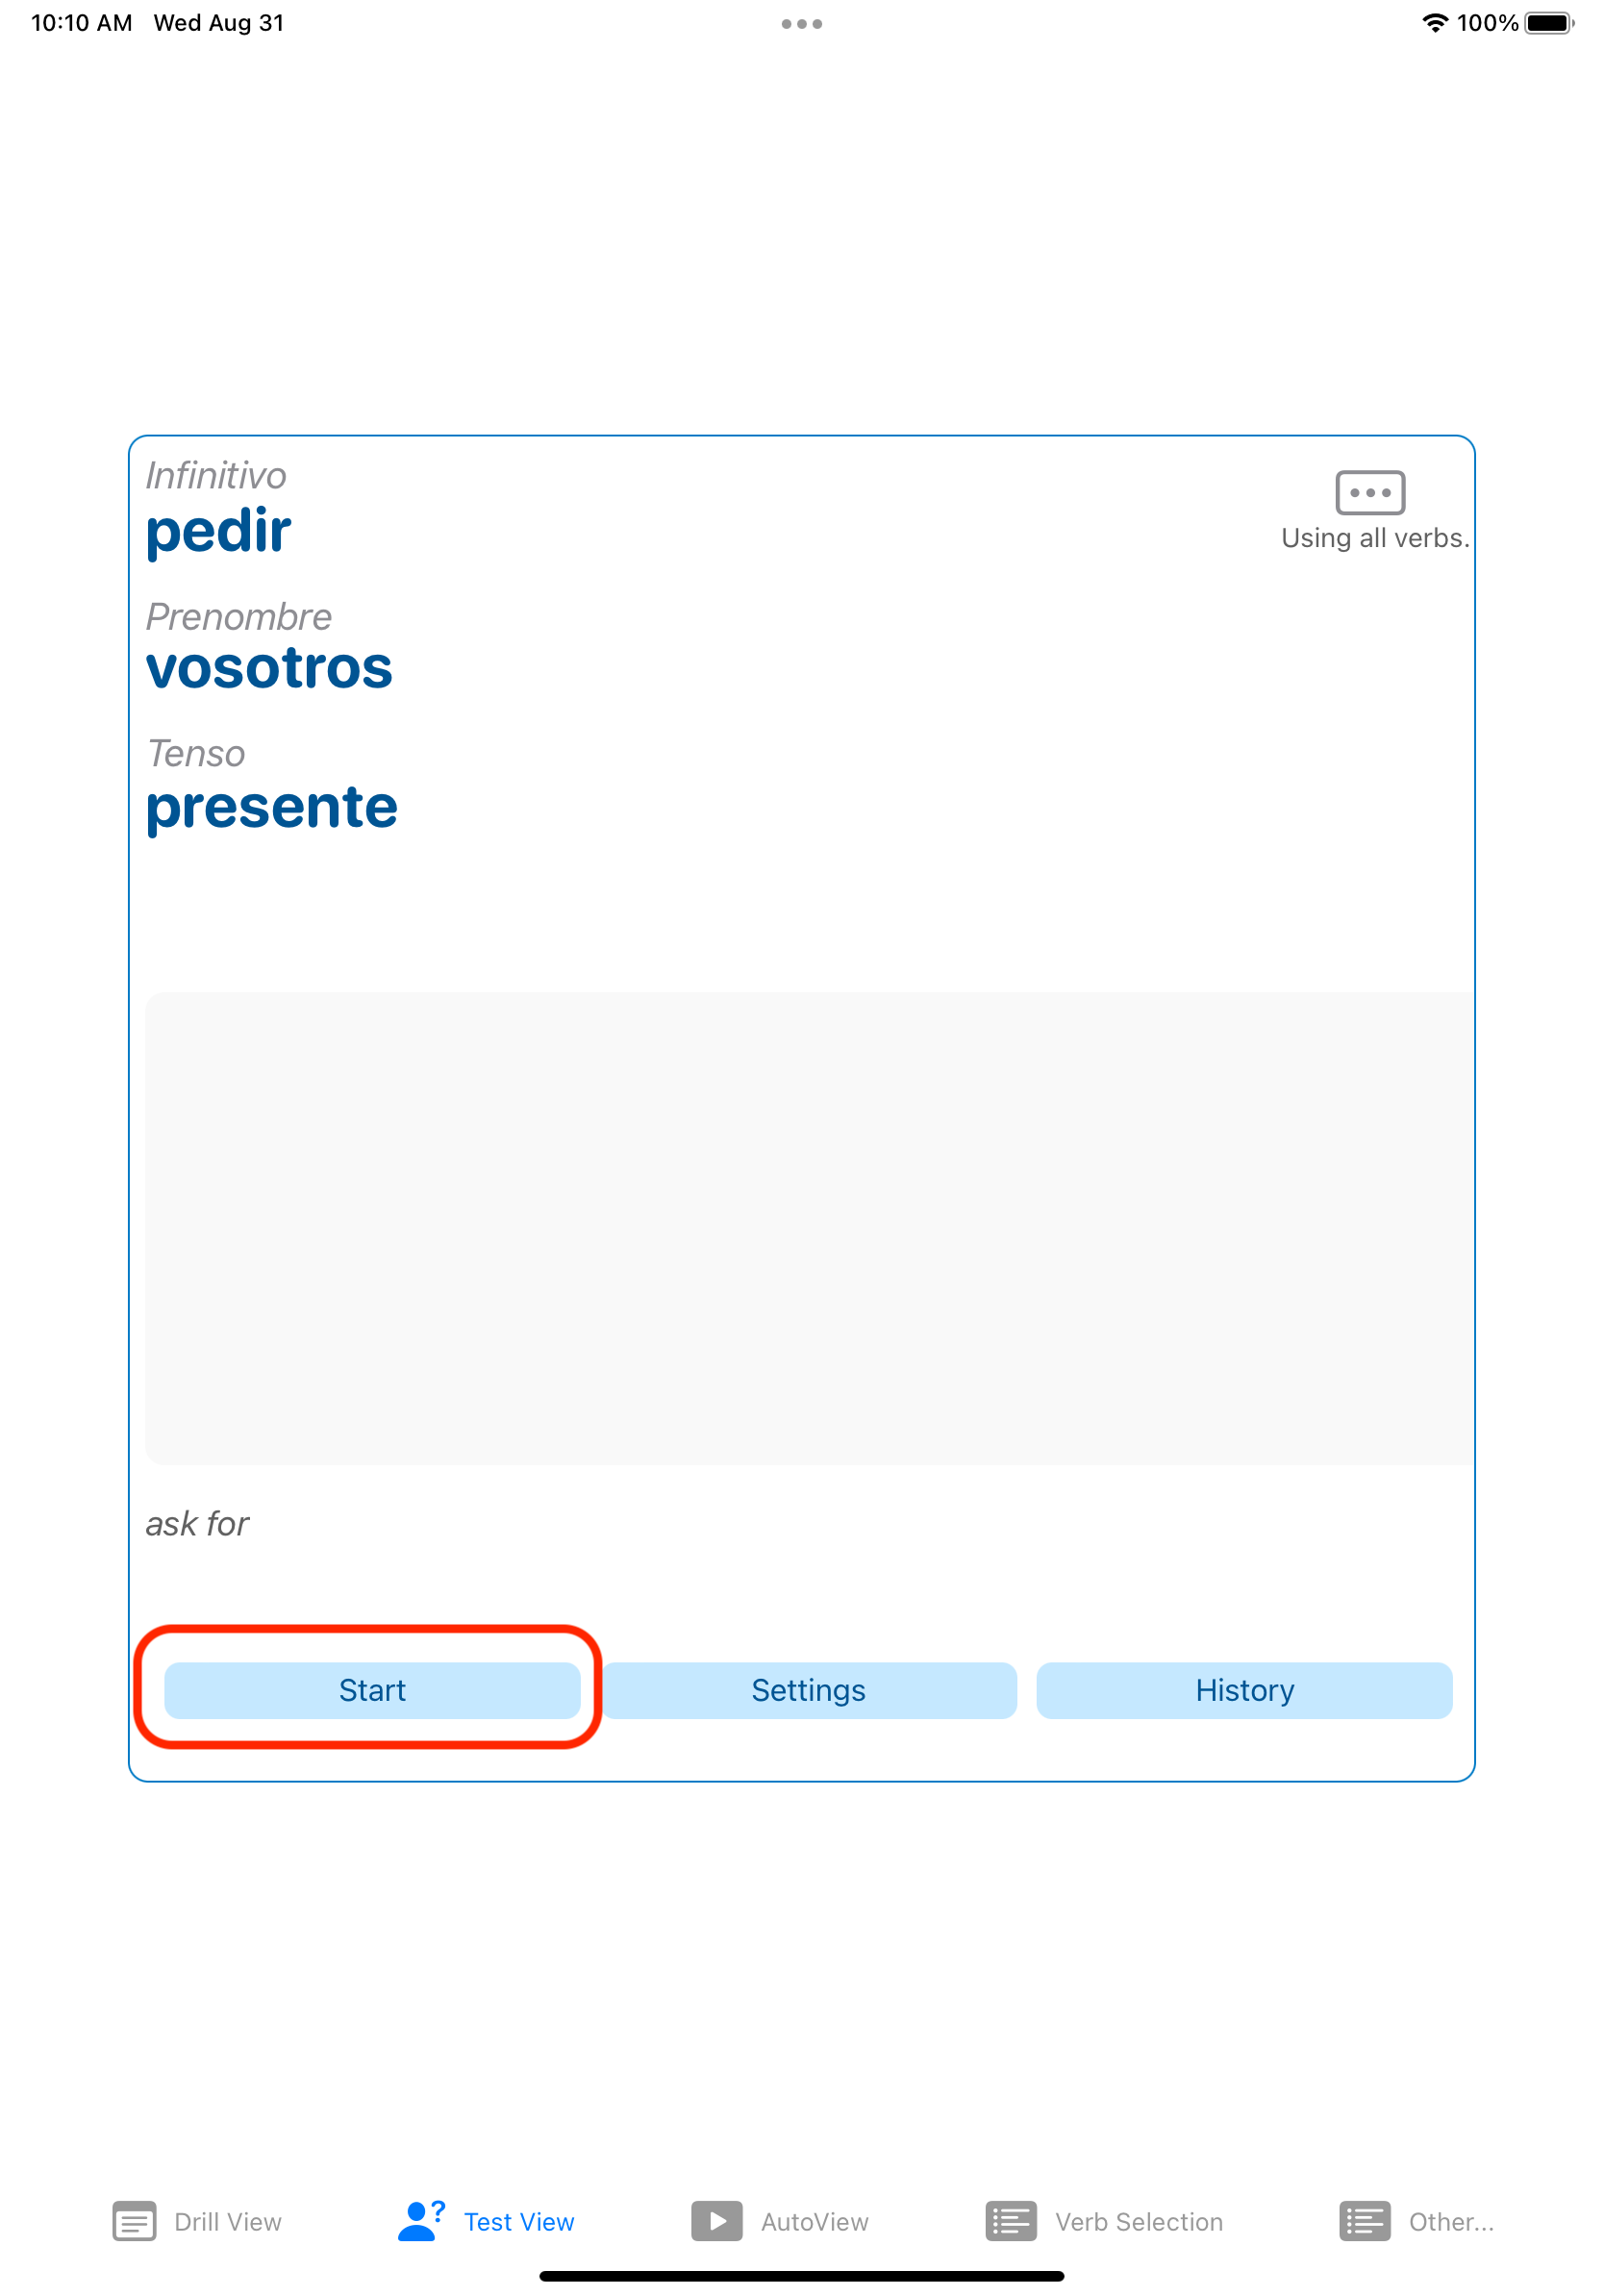 10:10 AM Wed Aug 31
100%
Infinitivo
pedir
Using all verbs.
Prenombre
vosotros
Tenso
presente
ask for
Start
Settings
History
Drill View
Test View
AutoView
Verb Selection
Other...